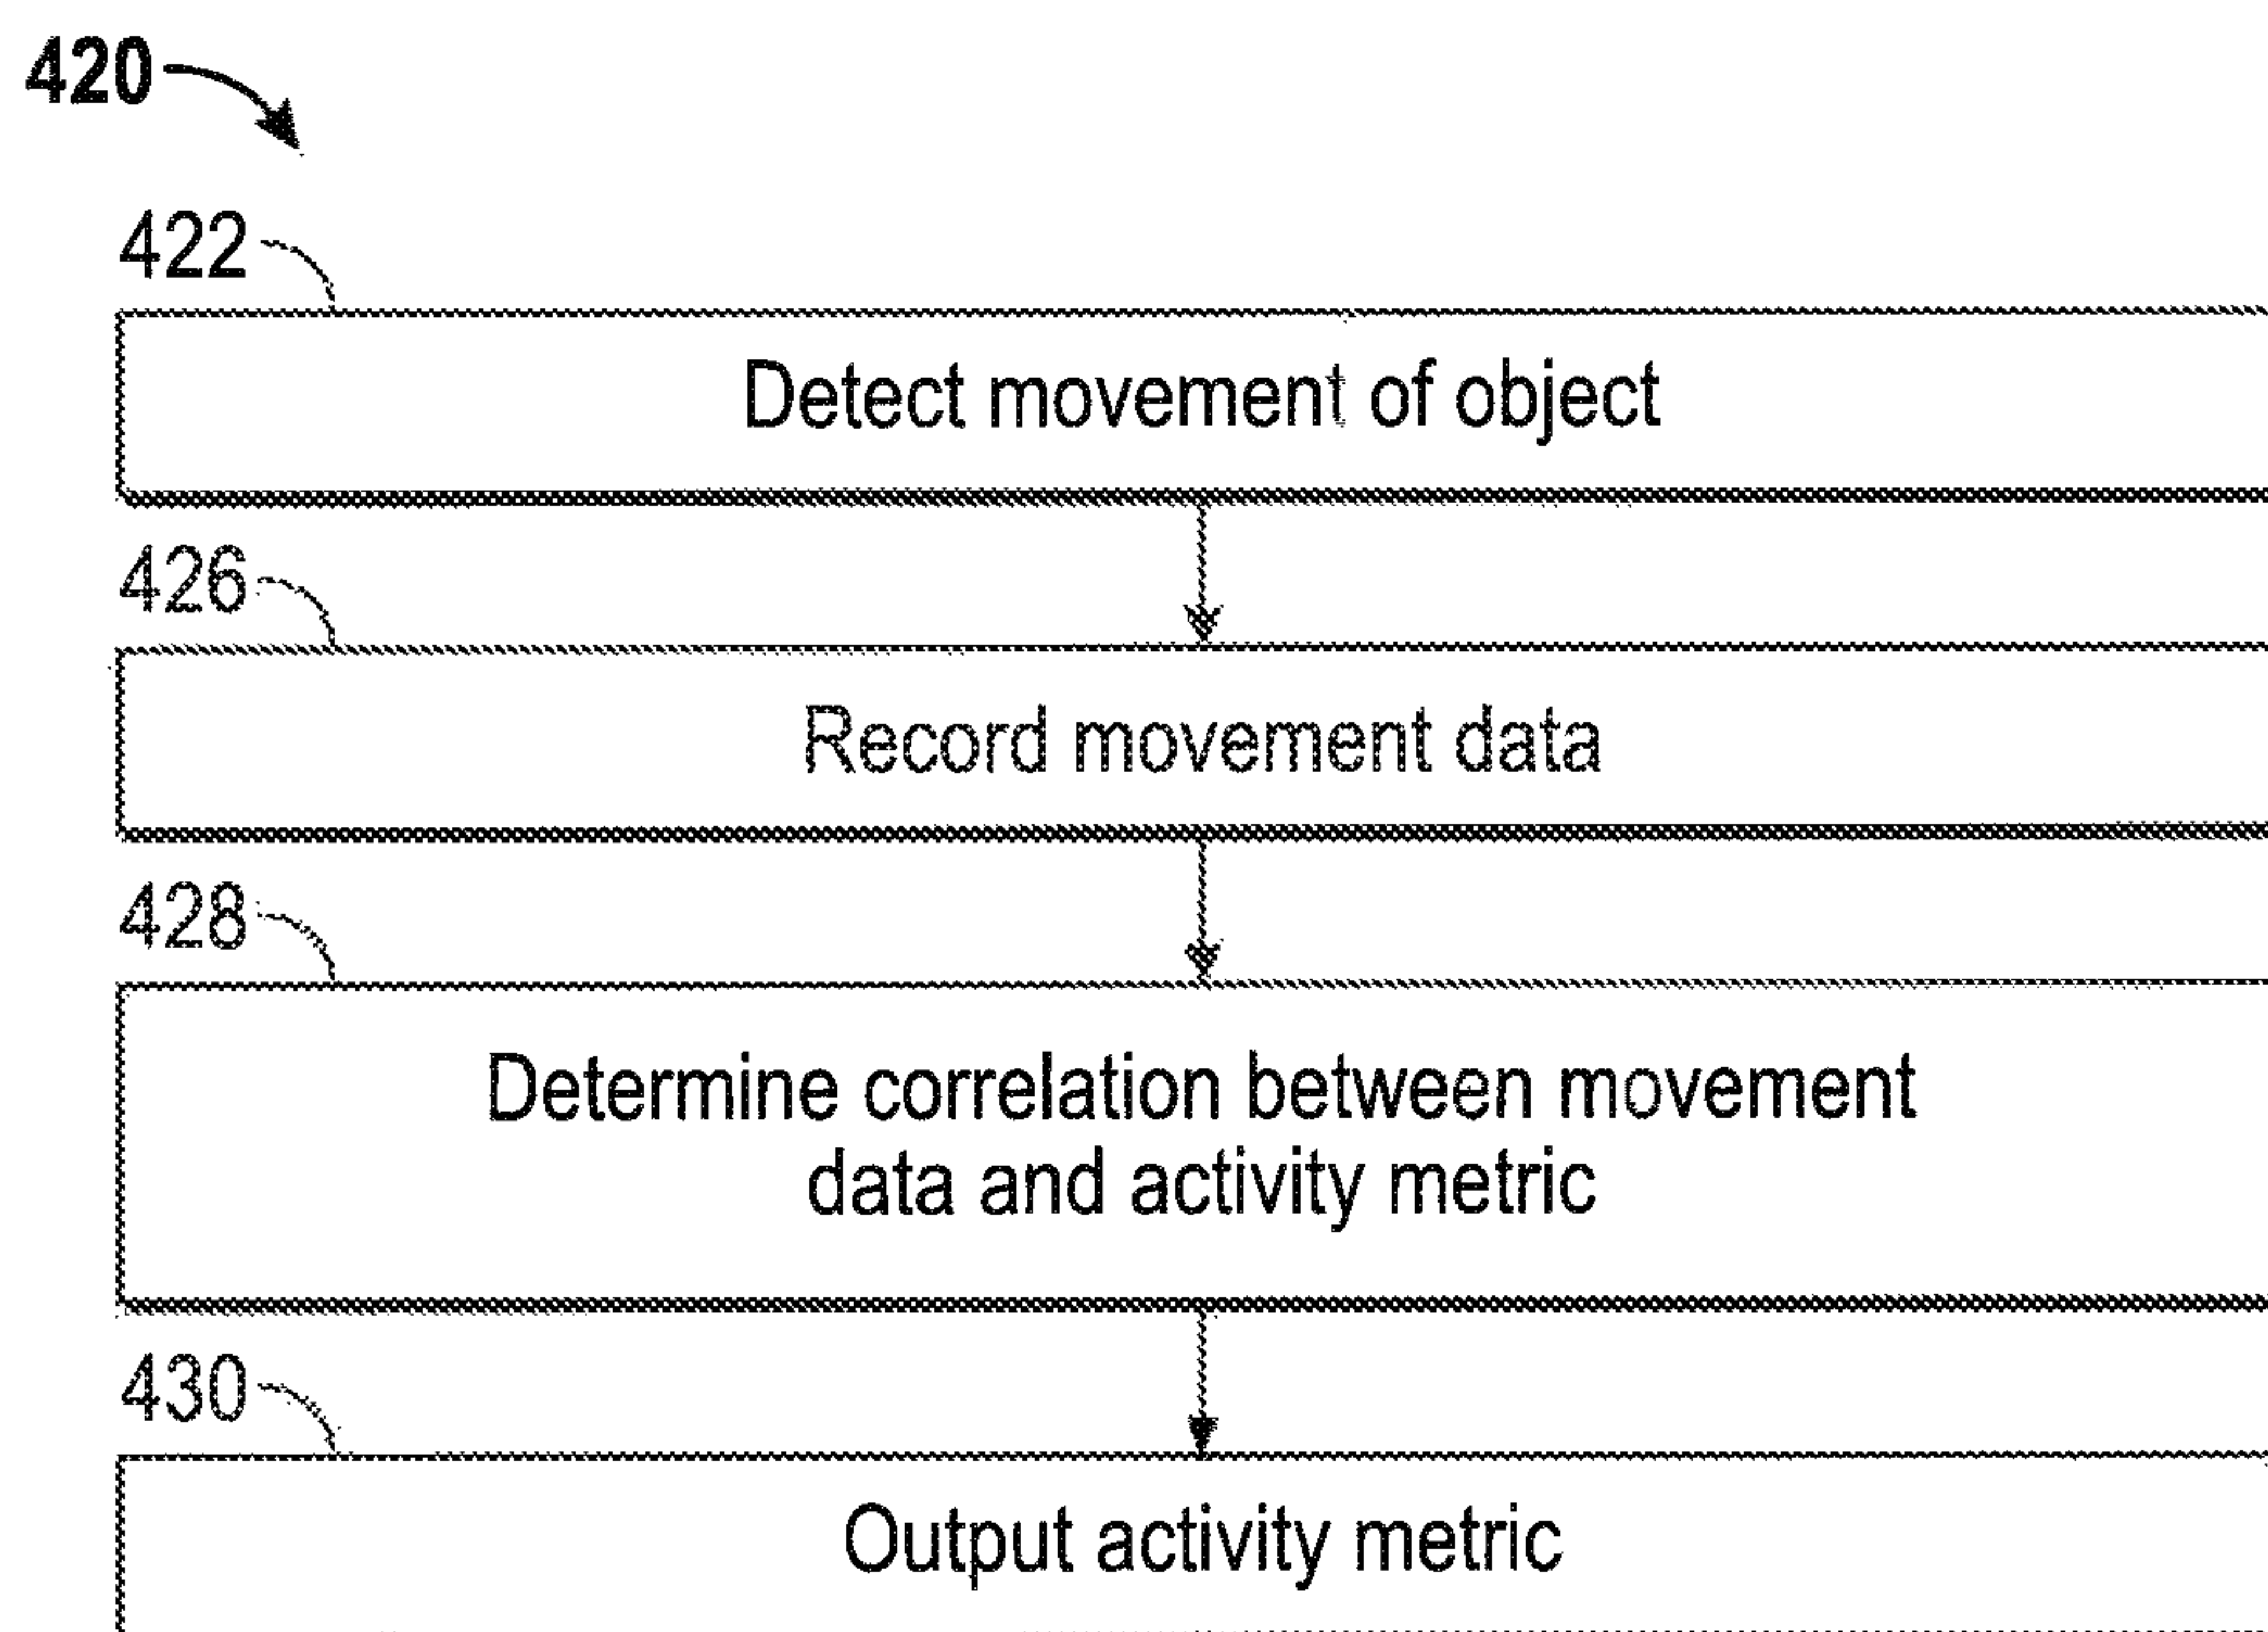 420
422
Detect movement of object
426
Record movement data
428
Determine correlation between movement
data and activity metric
430
Output activity metric